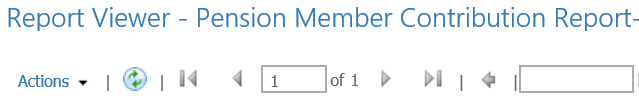 Report Viewer - Pension Member Contribution Report-
Actions | | 1 of 1 | |